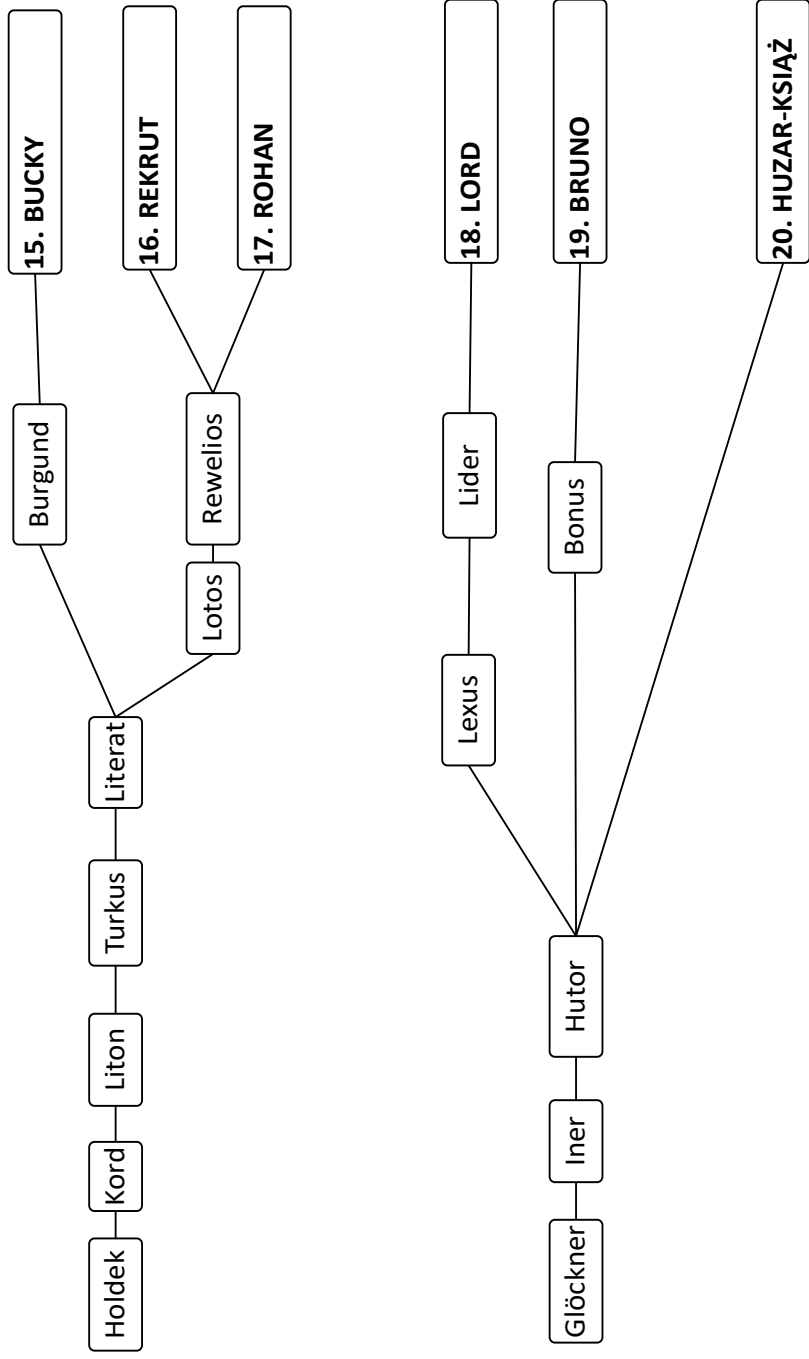 15. BUCKY
16. REKRUT
17. ROHAN
Burgund
Rewelios
Lotos
Literat
Turkus
Liton
Kord
Holdek
18. LORD
19. BRUNO
20. HUZAR-KSIĄŻ
Lider
Bonus
Lexus
Hutor
Iner
Glöckner